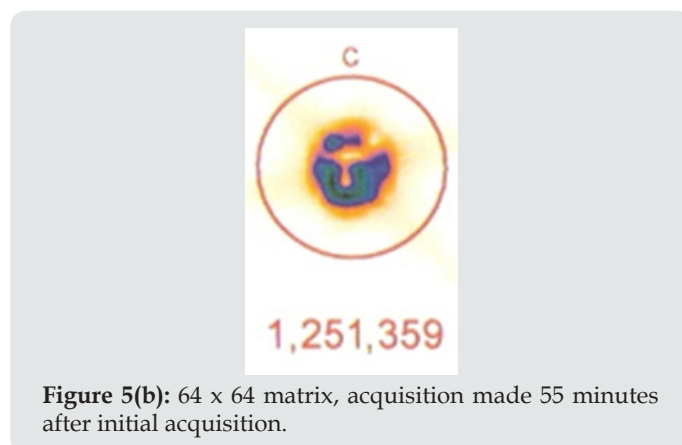 C
1,251,359
Figure 5(b): 64 x 64 matrix, acquisition made 55 minutes
after initial acquisition.